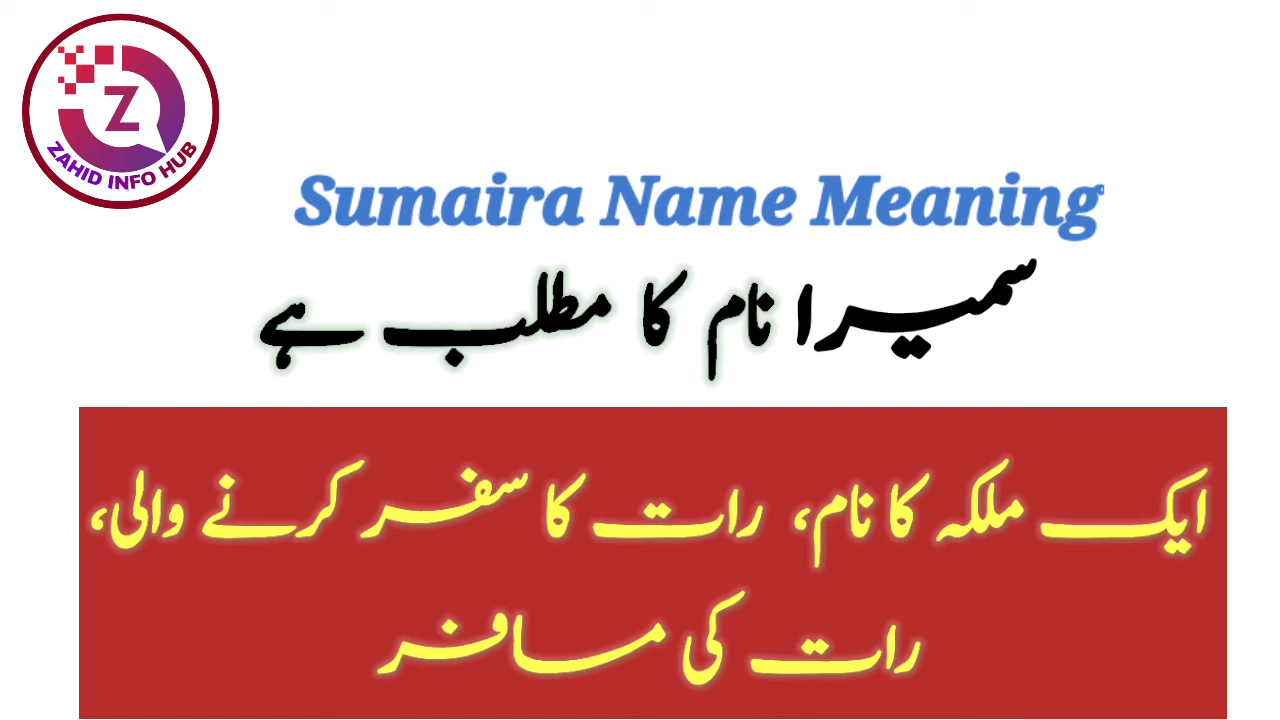 Z
ZAHID INFO HUB
Sumaira Name Meaning
سمیرا نام کا مطلب ہے
ایک ملکہ کا نام، رات کا سفر کرنے والی،
رات کی مسافر